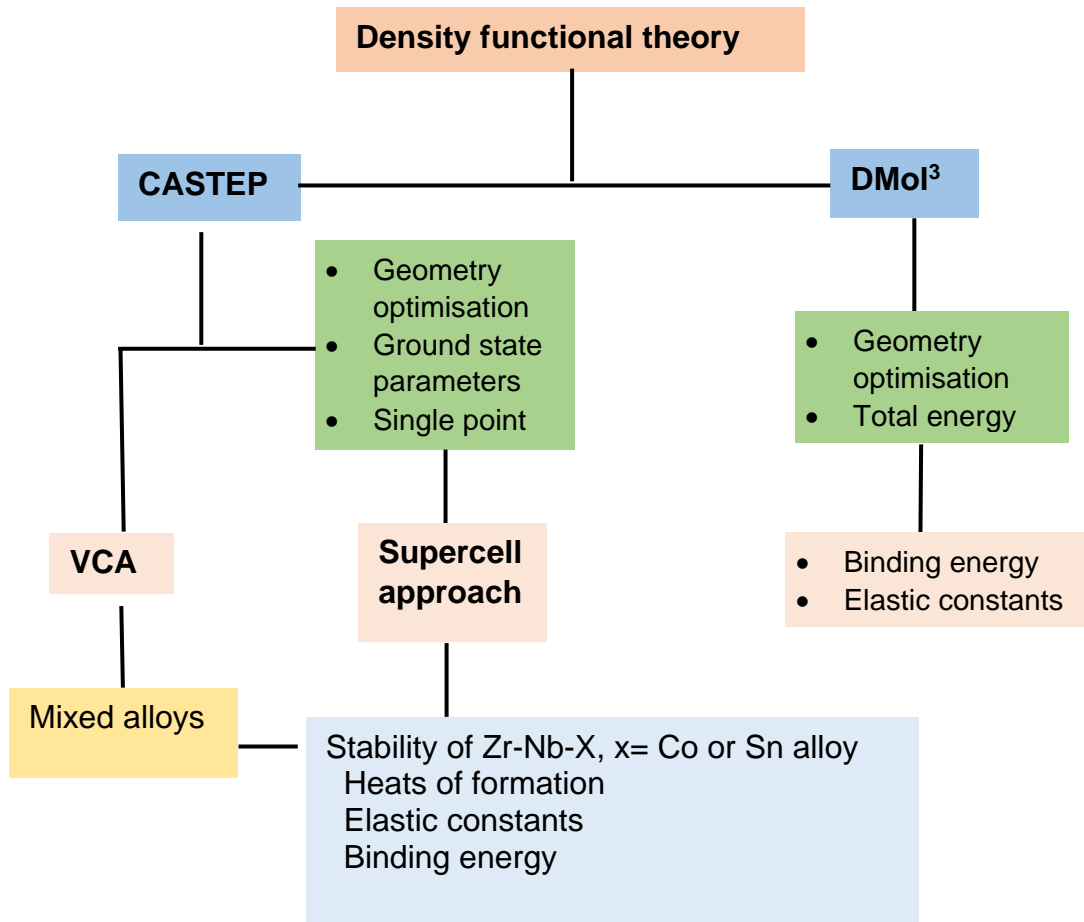 Density functional theory
CASTEP
DMol³
• Geometry
optimisation
• Ground state
parameters
• Single point
• Geometry
optimisation
• Total energy
VCA
Supercell
approach
• Binding energy
• Elastic constants
Mixed alloys
Stability of Zr-Nb-X, x= Co or Sn alloy
Heats of formation
Elastic constants
Binding energy